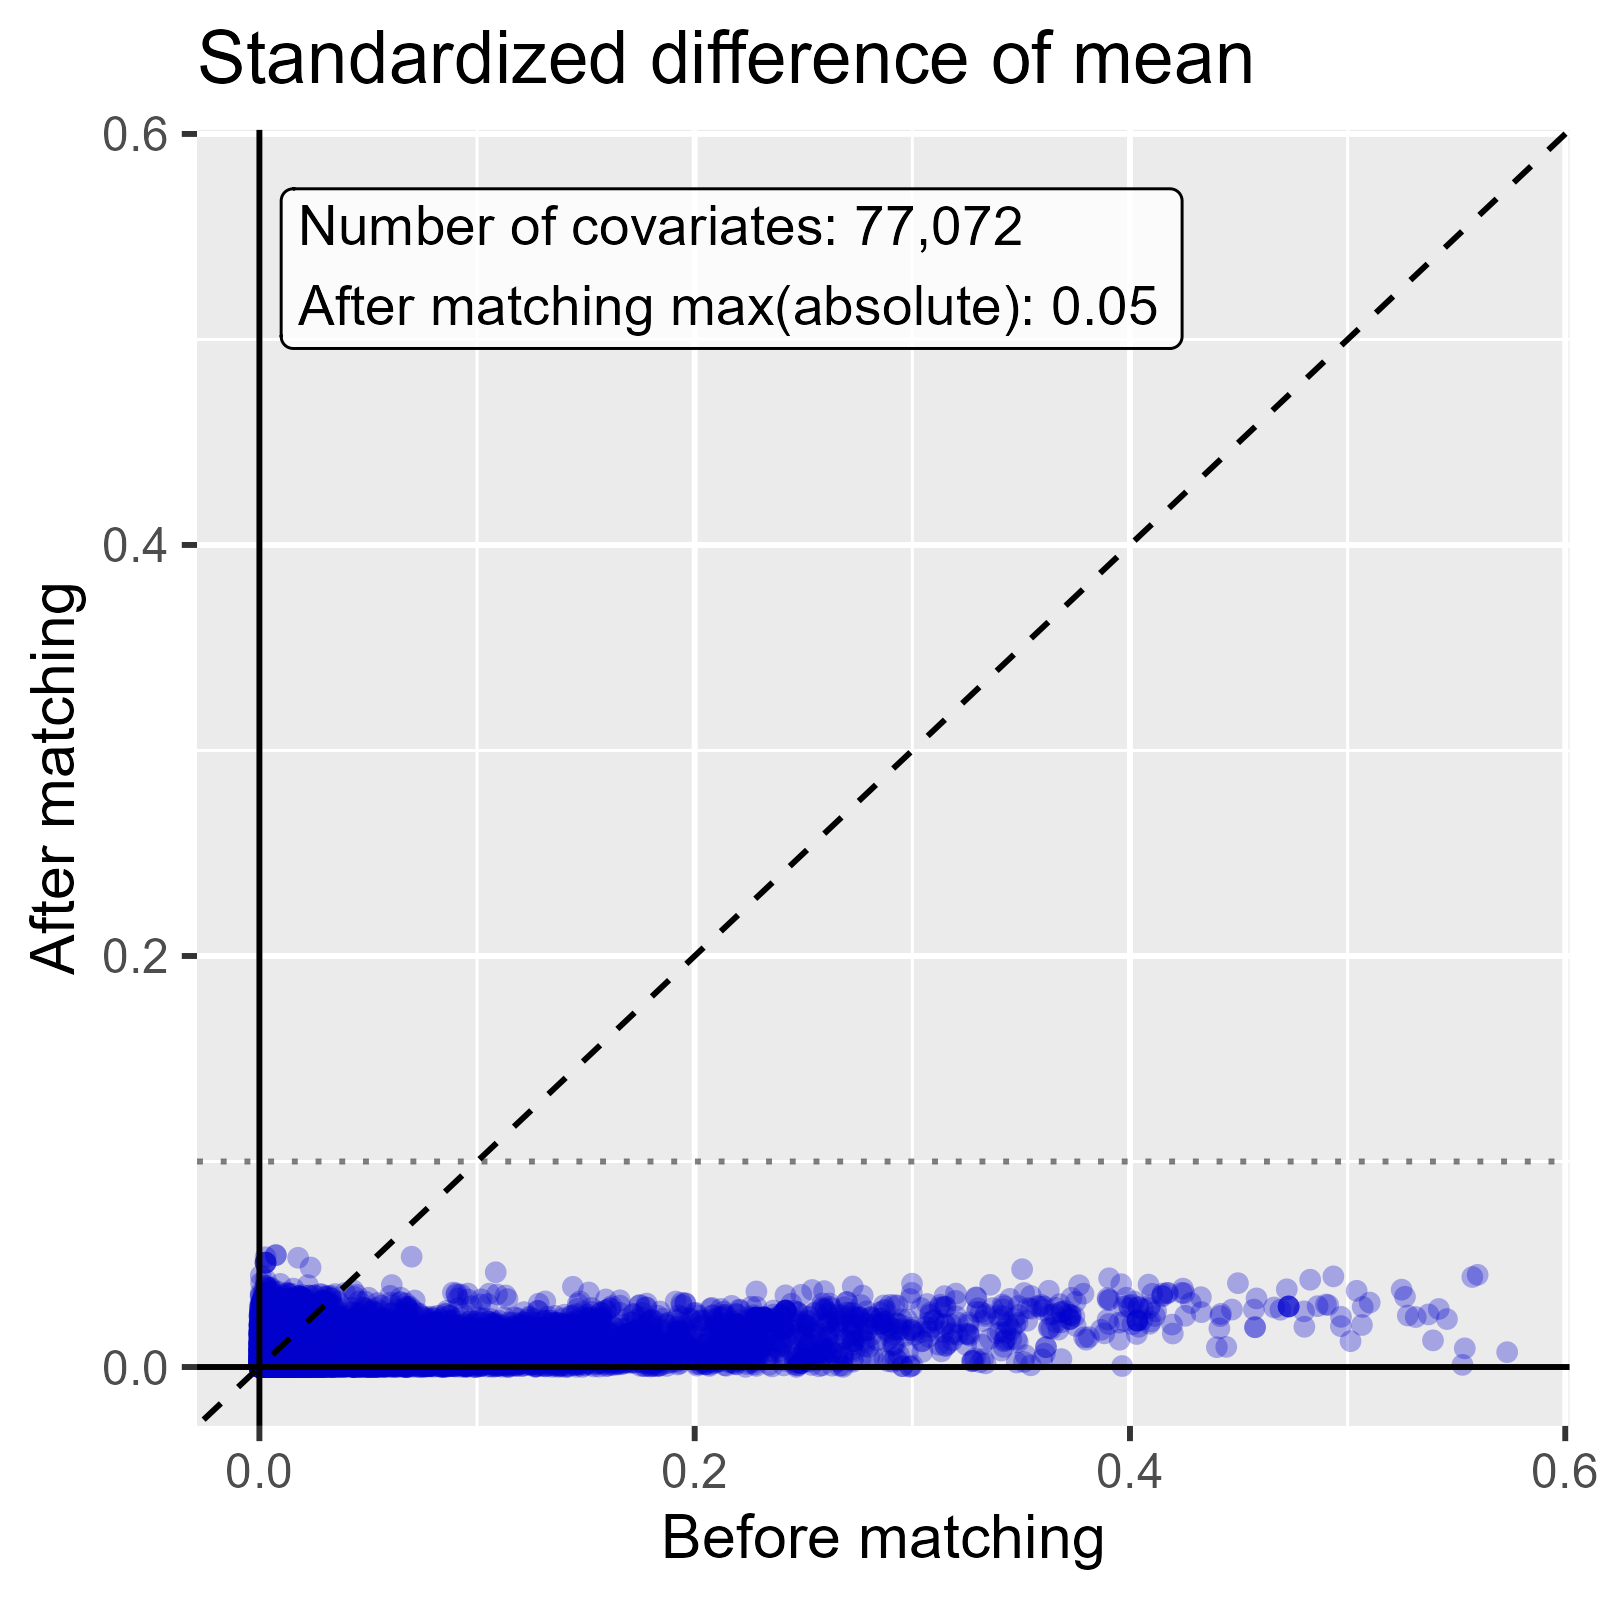 Standardized difference of mean
0.6
Number of covariates: 77,072
After matching max(absolute): 0.05
0.4
After matching
0.2
0.0
0.0 0.2 0.4 0.6
Before matching